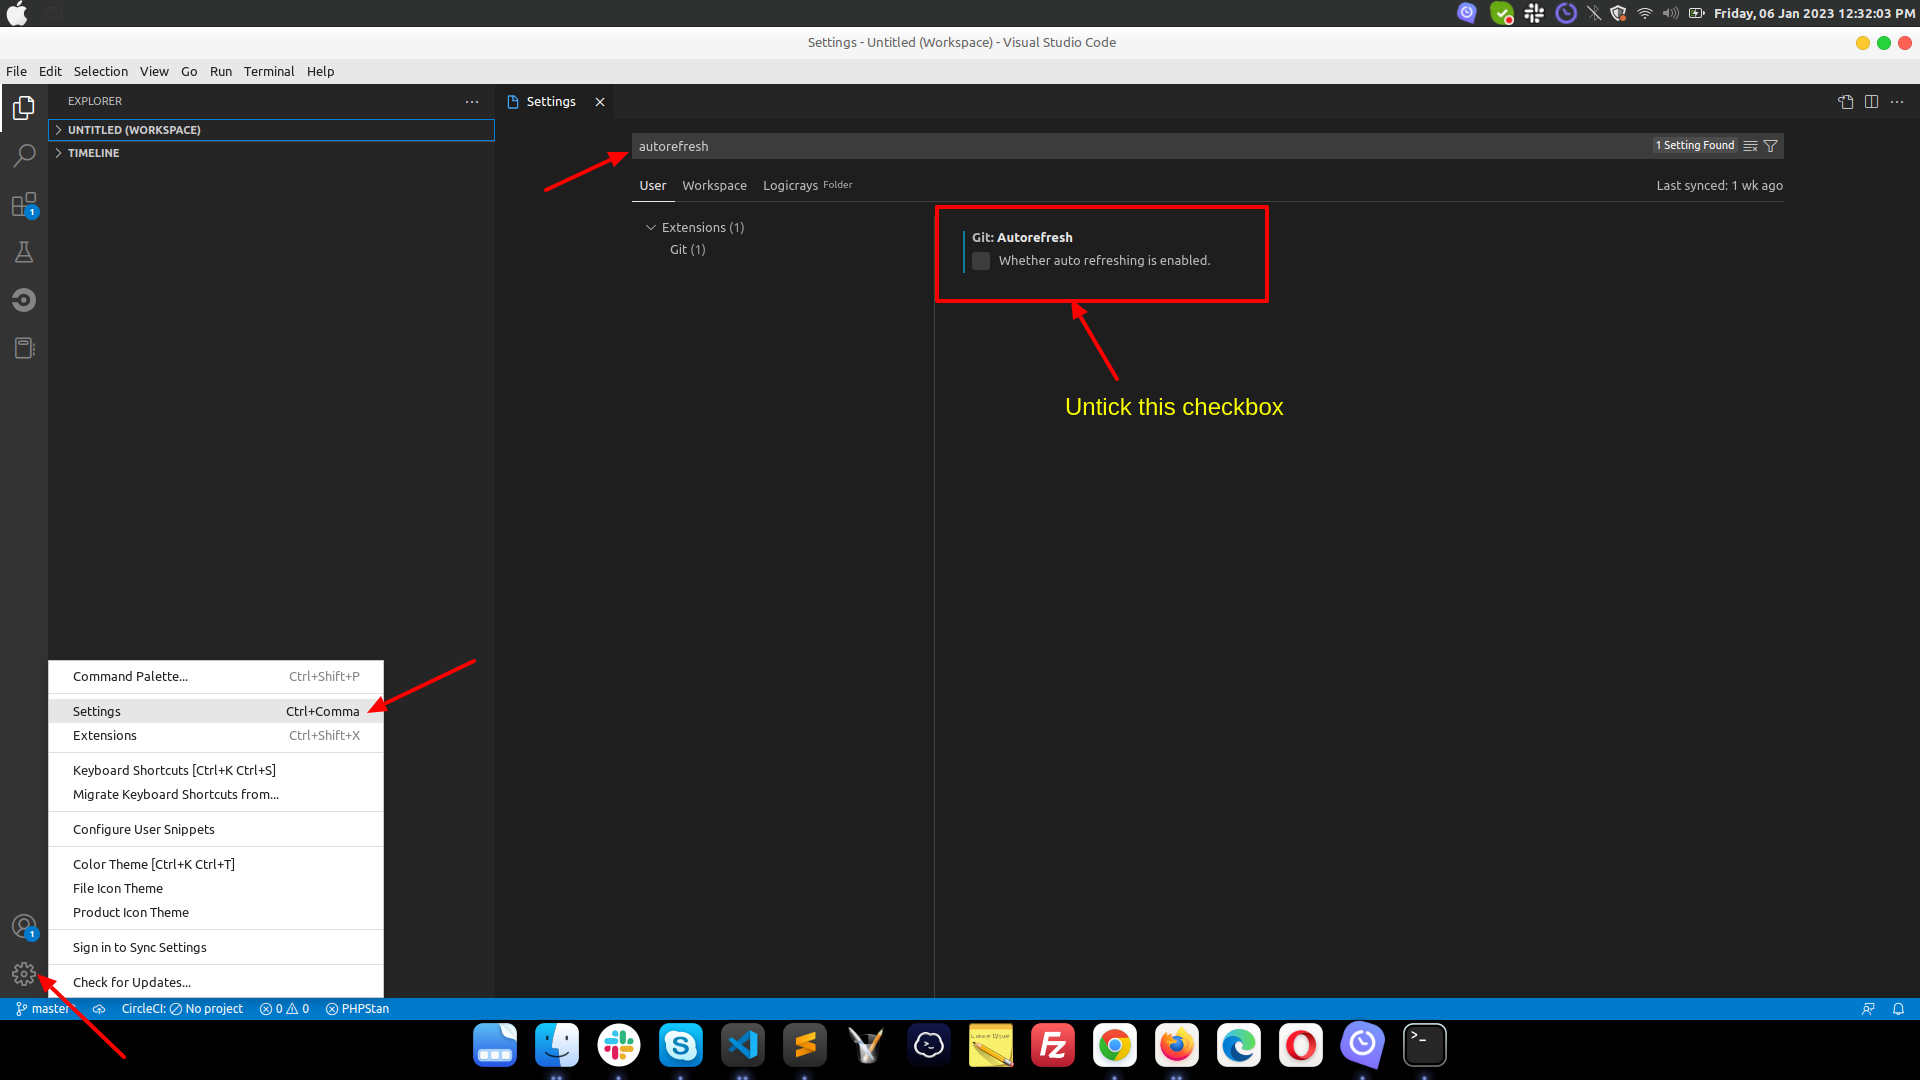 Friday, 06 Jan 2023 12:32:03 PM
Settings - Untitled (Workspace) - Visual Studio Code
File Edit Selection View Go Run Terminal Help
EXPLORER
Settings
UNTITLED (WORKSPACE)
TIMELINE
autorefresh
1 Setting Found
User Workspace Logicrays Folder
Last synced: 1 wk ago
Extensions (1)
Git (1)
Git: Autorefresh
Whether auto refreshing is enabled.
Untick this checkbox
1
Command Palette... Ctrl+Shift+P
Settings Ctrl+Comma
Extensions Ctrl+Shift+X
Keyboard Shortcuts [Ctrl+K Ctrl+S]
Migrate Keyboard Shortcuts from...
Configure User Snippets
Color Theme [Ctrl+K Ctrl+T]
File Icon Theme
Product Icon Theme
Sign in to Sync Settings
Check for Updates...
1
master CircleCI: No project 0 0 PHPStan